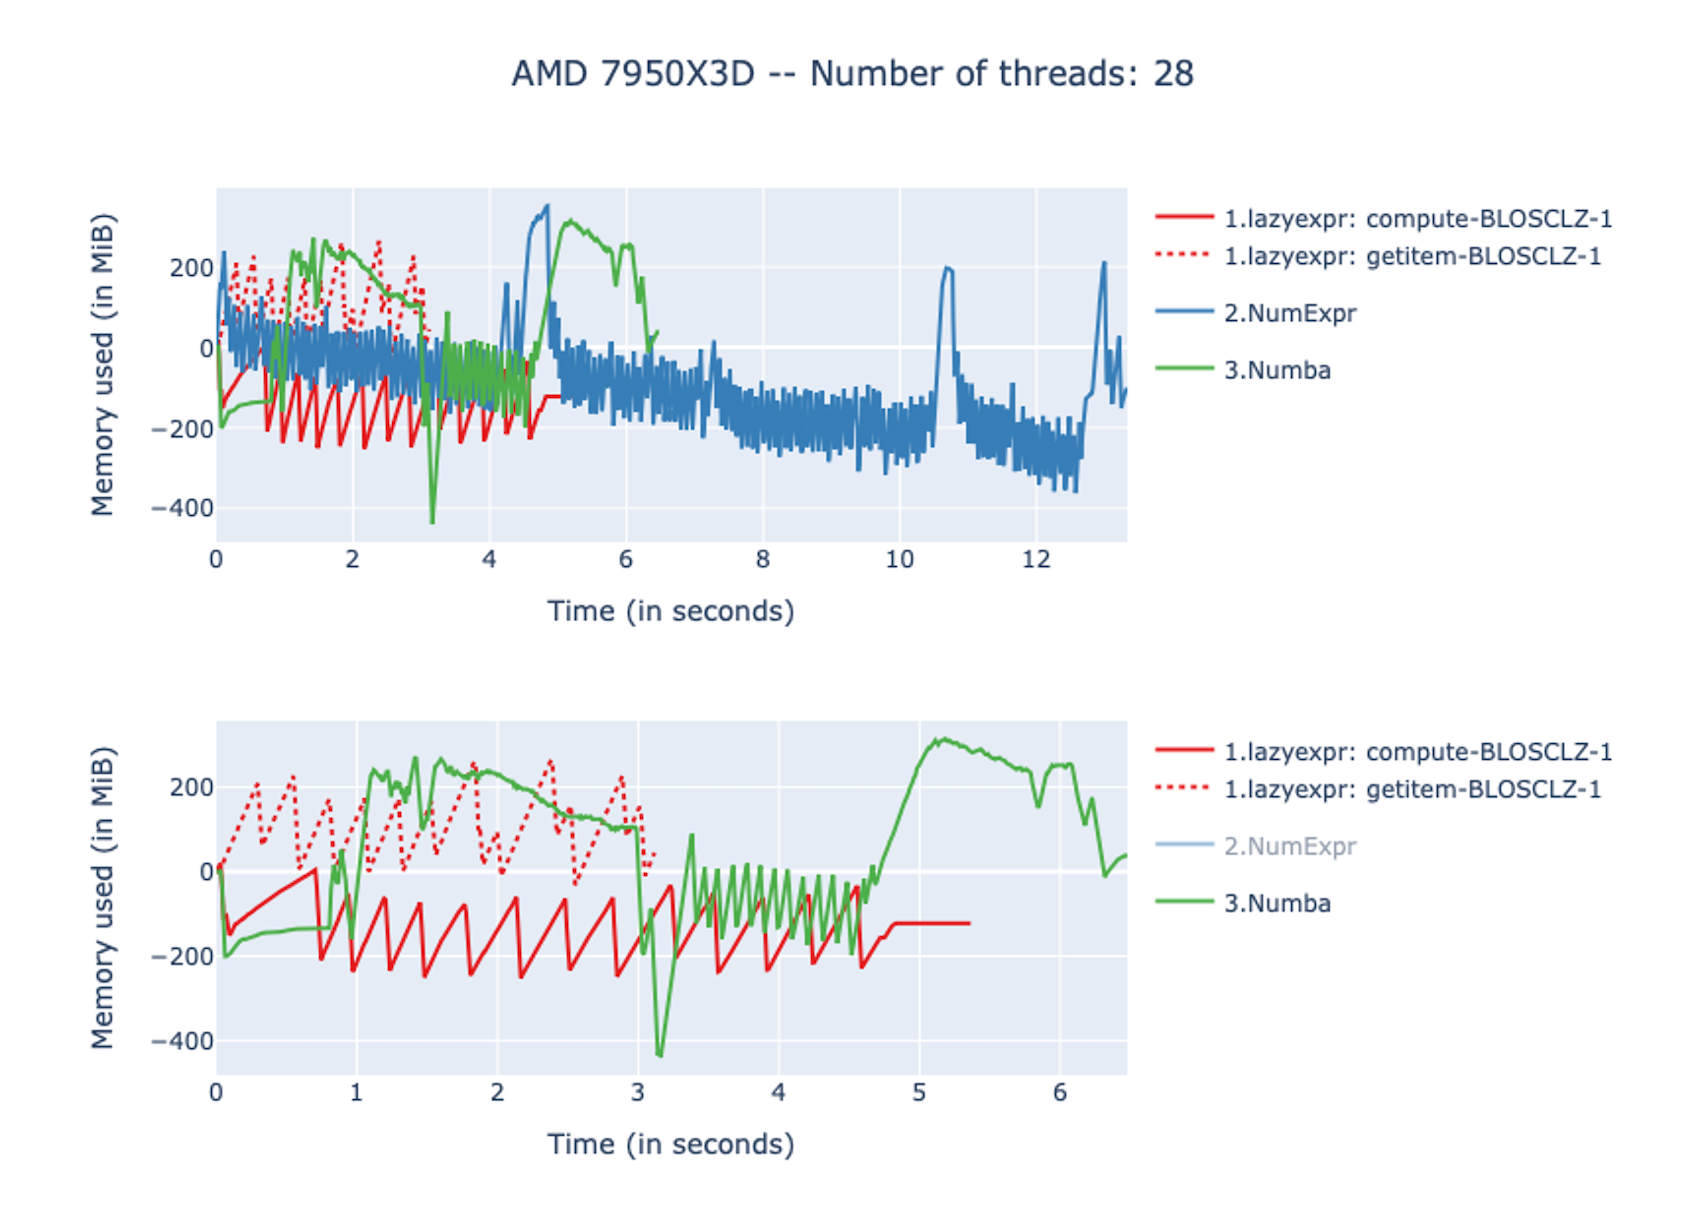 AMD 7950X3D -- Number of threads: 28
Memory used (in MiB)
200
0
−200
−400
0 2 4 6 8 10 12
Time (in seconds)
1.lazyexpr: compute-BLOSCLZ-1
1.lazyexpr: getitem-BLOSCLZ-1
2.NumExpr
3.Numba
Memory used (in MiB)
200
0
−200
−400
0 1 2 3 4 5 6
Time (in seconds)
1.lazyexpr: compute-BLOSCLZ-1
1.lazyexpr: getitem-BLOSCLZ-1
2.NumExpr
3.Numba